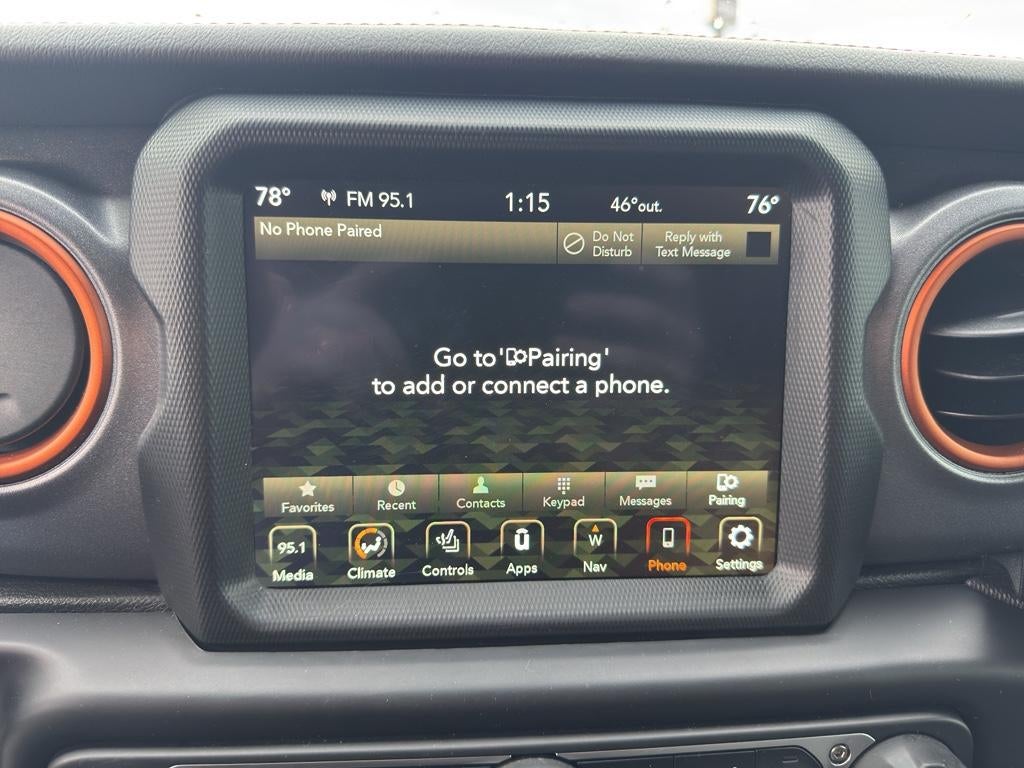 78° FM 95.1 1:15 46°out. 76°
No Phone Paired
Do Not
Disturb
Reply with
Text Message
Go to 'Pairing'
to add or connect a phone.
Favorites Recent Contacts Keypad Messages Pairing
95.1 W
Media Climate Controls Apps Nav Phone Settings